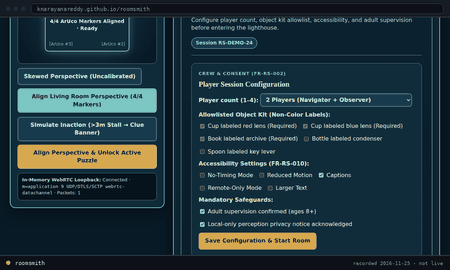 knarayanareddy.github.io/roomsmith
4/4 ArUco Markers Aligned
· Ready
[ArUco #3] [ArUco #2]
Skewed Perspective (Uncalibrated)
Align Living Room Perspective (4/4
Markers)
Simulate Inaction (>3m Stall → Clue
Banner)
Align Perspective & Unlock Active
Puzzle
In-Memory WebRTC Loopback: Connected ·
m=application 9 UDP/DTLS/SCTP webrtc-
datachannel · Packets: 1
Configure player count, object kit allowlist, accessibility, and adult supervision
before entering the lighthouse.
Session RS-DEMO-24
CREW & CONSENT (FR-RS-002)
Player Session Configuration
Player count (1-4): 2 Players (Navigator + Observer)
Allowlisted Object Kit (Non-Color Labels):
Cup labeled red lens (Required) Cup labeled blue lens (Required)
Book labeled archive (Required) Bottle labeled condenser
Spoon labeled key lever
Accessibility Settings (FR-RS-010):
No-Timing Mode Reduced Motion Captions
Remote-Only Mode Larger Text
Mandatory Safeguards:
Adult supervision confirmed (ages 8+)
Local-only perception privacy notice acknowledged
Save Configuration & Start Room
roomsmith recorded 2026-11-23 · not live